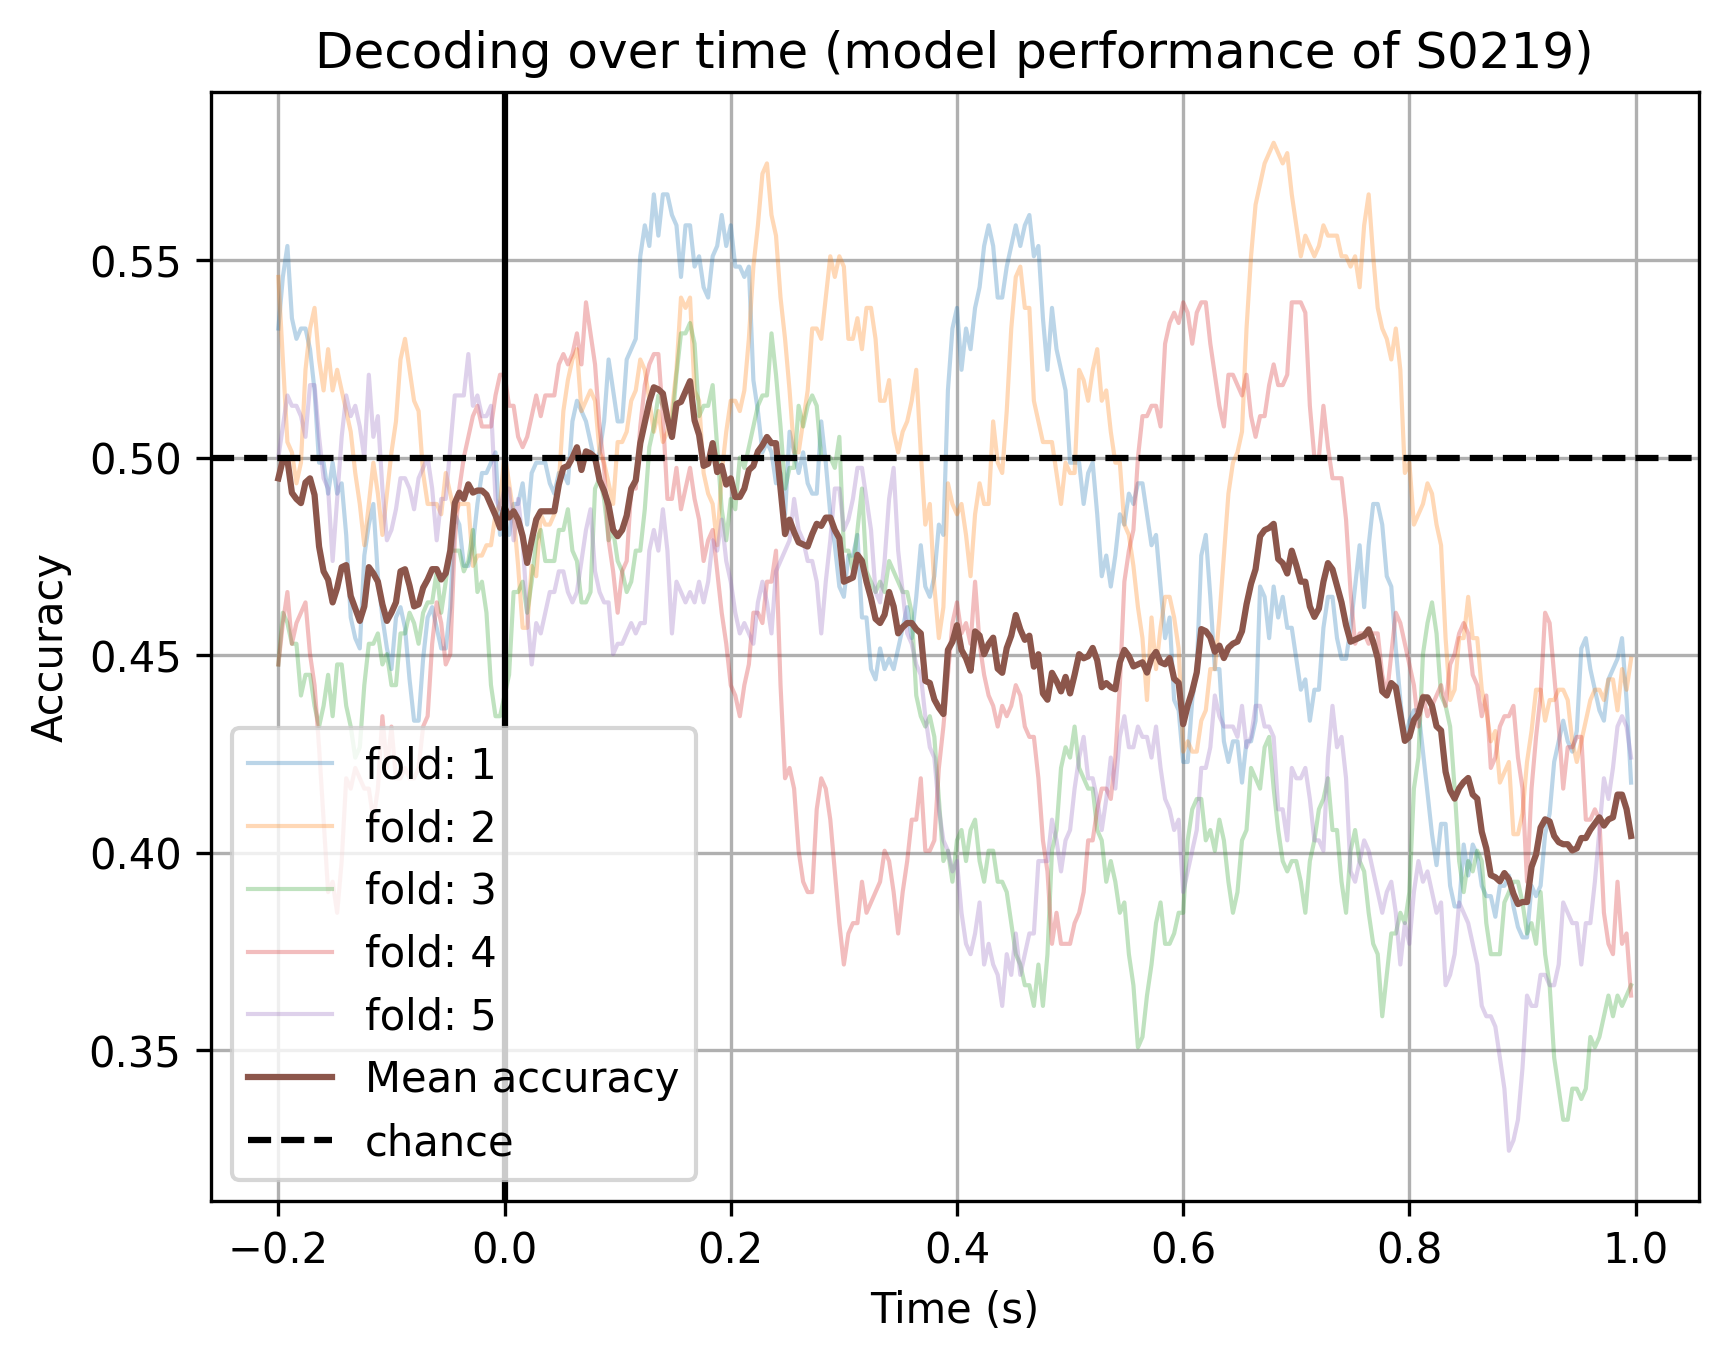 Decoding over time (model performance of S0219)
Accuracy
0.55
0.50
0.45
0.40
0.35
fold: 1
fold: 2
fold: 3
fold: 4
fold: 5
Mean accuracy
chance
−0.2 0.0 0.2 0.4 0.6 0.8 1.0
Time (s)